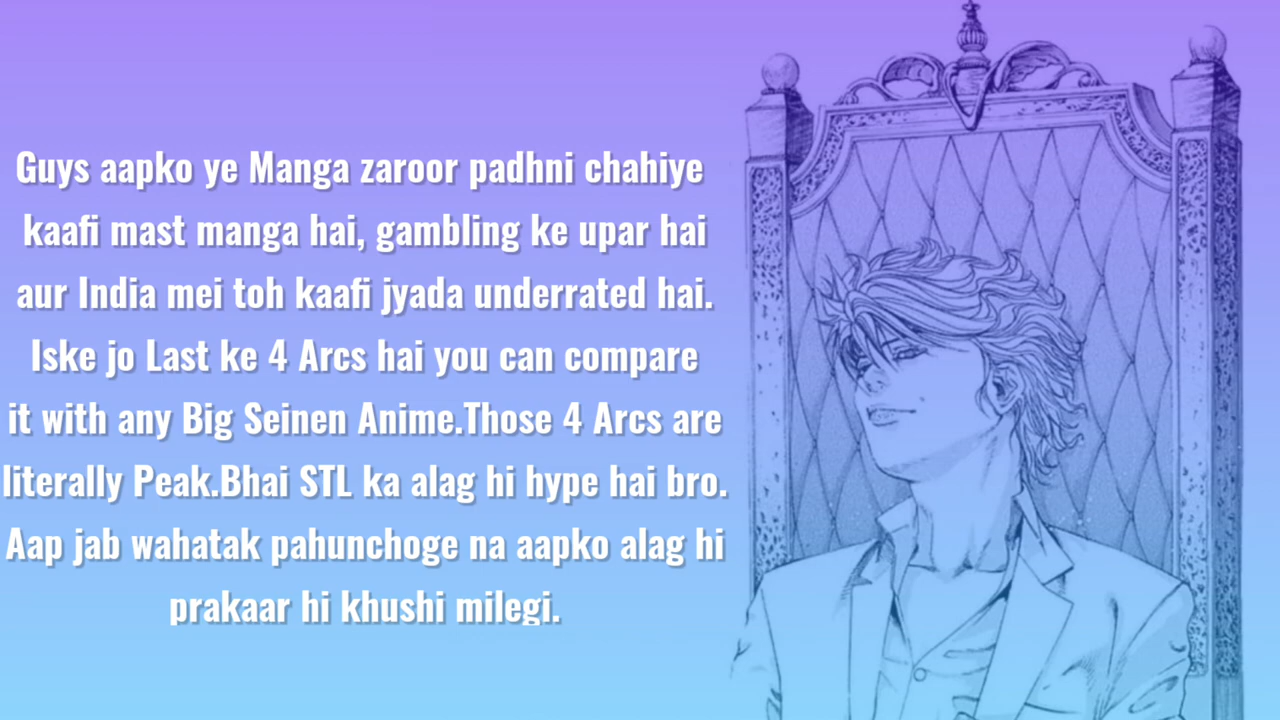 Guys aapko ye Manga zaroor padhni chahiye
kaafi mast manga hai, gambling ke upar hai
aur India mei toh kaafi jyada underrated hai.
Iske jo Last ke 4 Arcs hai you can compare
it with any Big Seinen Anime.Those 4 Arcs are
literally Peak.Bhai STL ka alag hi hype hai bro.
Aap jab wahatak pahunchoge na aapko alag hi
prakaar hi khushi milegi.